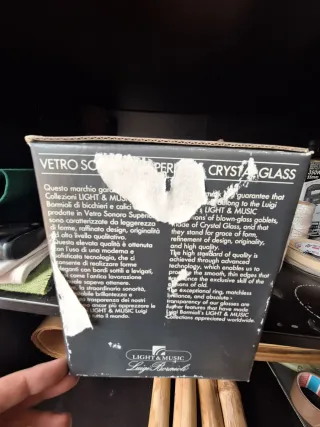 VETRO SONORO SUPERIORE CRYSTAL GLASS
Questo marchio
Collezioni LIGHT & MUSIC
Bormioli di bicchieri e calici
prodotte in Vetro Sonoro Superiore
sono caratterizzate da leggerezza
di forme, raffinato design, originalità
di alto livello qualitativo.
Questa elevata qualità è ottenuta
con l'uso di una moderna e
sofisticata tecnologia, che ci
consente di realizzare forme
eleganti con bordi sottili e levigati,
come l'antica lavorazione
sapeva ottenere.
straordinaria sonorità,
brillantezza e
trasparenza dei nostri
ancor più apprezzare le
LIGHT & MUSIC Luigi
tutto il mondo.
guarantee that
belong to the Luigi
LIGHT & MUSIC
of blown-glass goblets,
made of Crystal Glass, and that
they stand for grace of form,
refinement of design, originality,
and high quality.
The high standard of quality is
achieved through advanced
technology, which enables us to
produce the smooth, thin edges that
the exclusive skill of the
of old.
The exceptional ring, matchless
brilliance, and absolute
transparency of our glasses are
further features that have made
Luigi Bormioli's LIGHT & MUSIC
Collections appreciated worldwide.
LIGHT & MUSIC
Luigi Bormioli